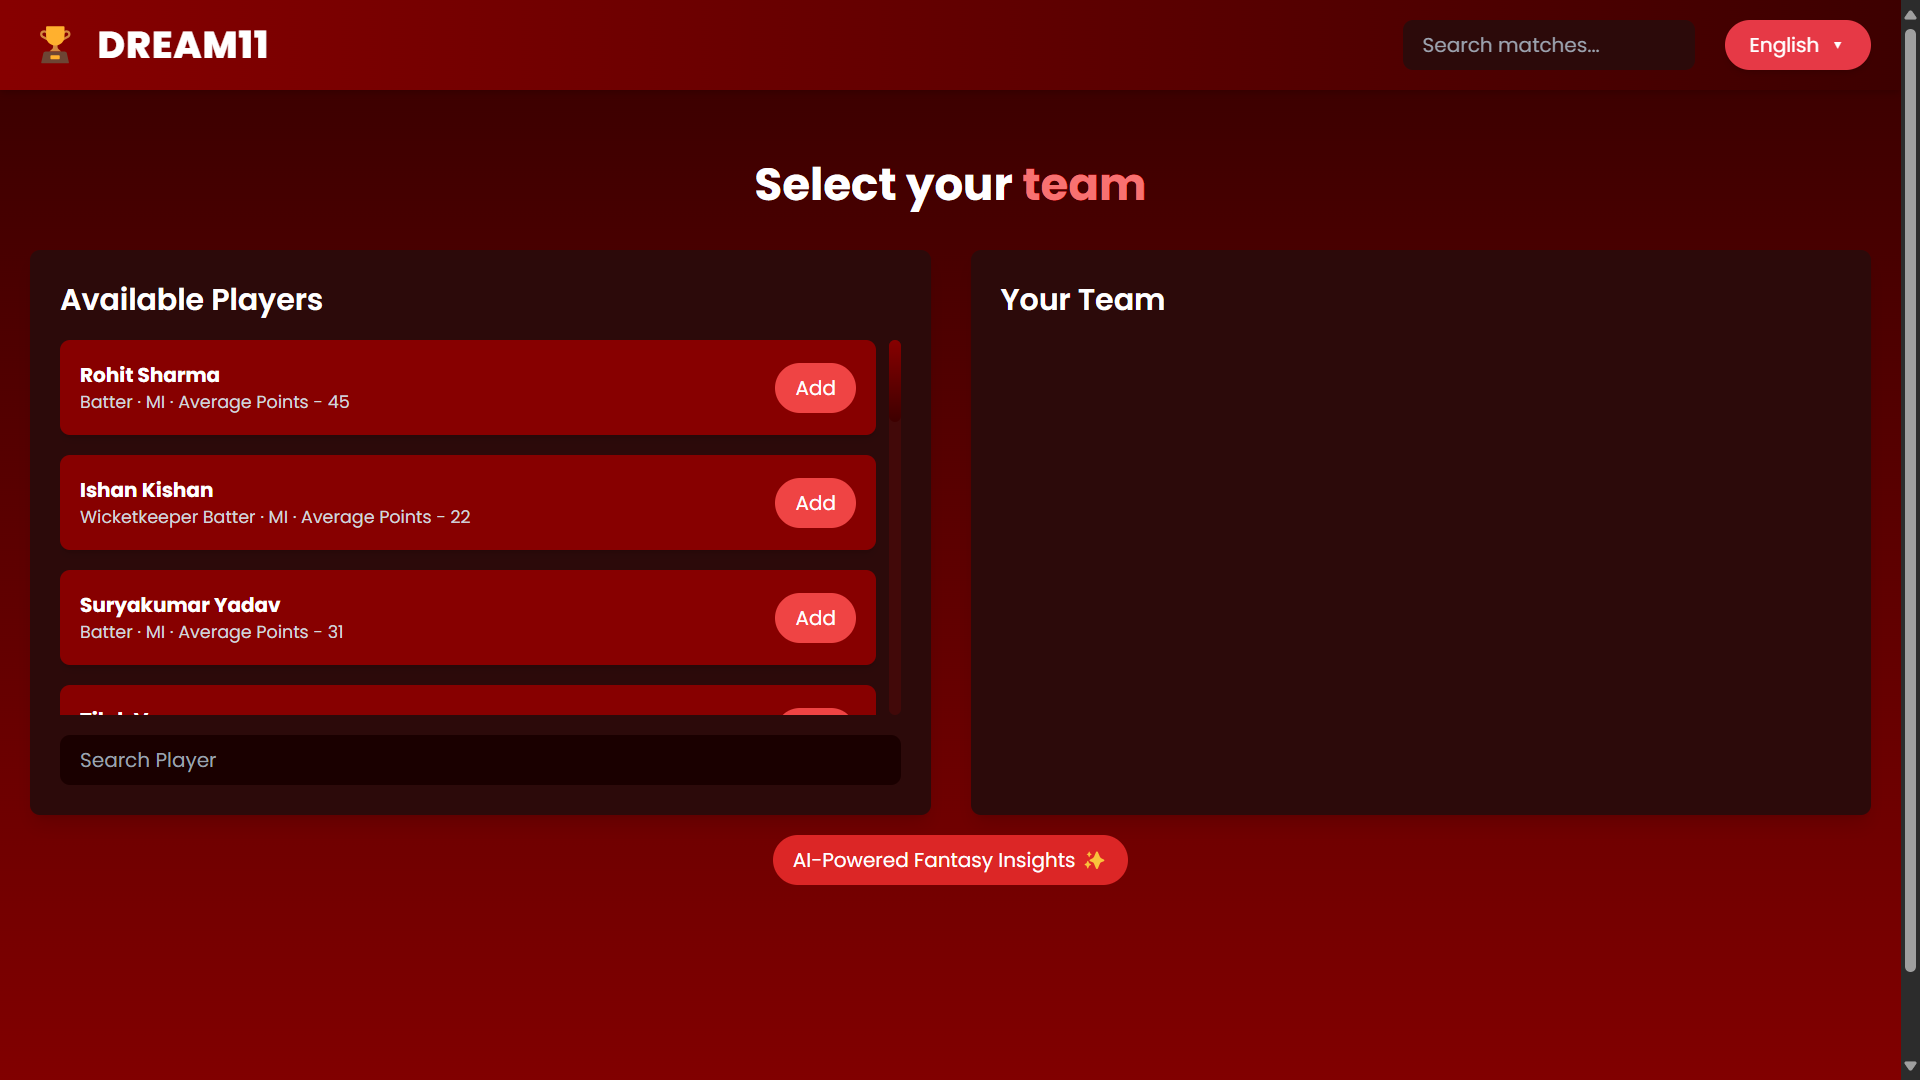 DREAM11
Search matches...
English
Select your team
Available Players
Rohit Sharma
Batter · MI · Average Points - 45
Add
Ishan Kishan
Wicketkeeper Batter · MI · Average Points - 22
Add
Suryakumar Yadav
Batter · MI · Average Points - 31
Add
Search Player
Your Team
AI-Powered Fantasy Insights ✨